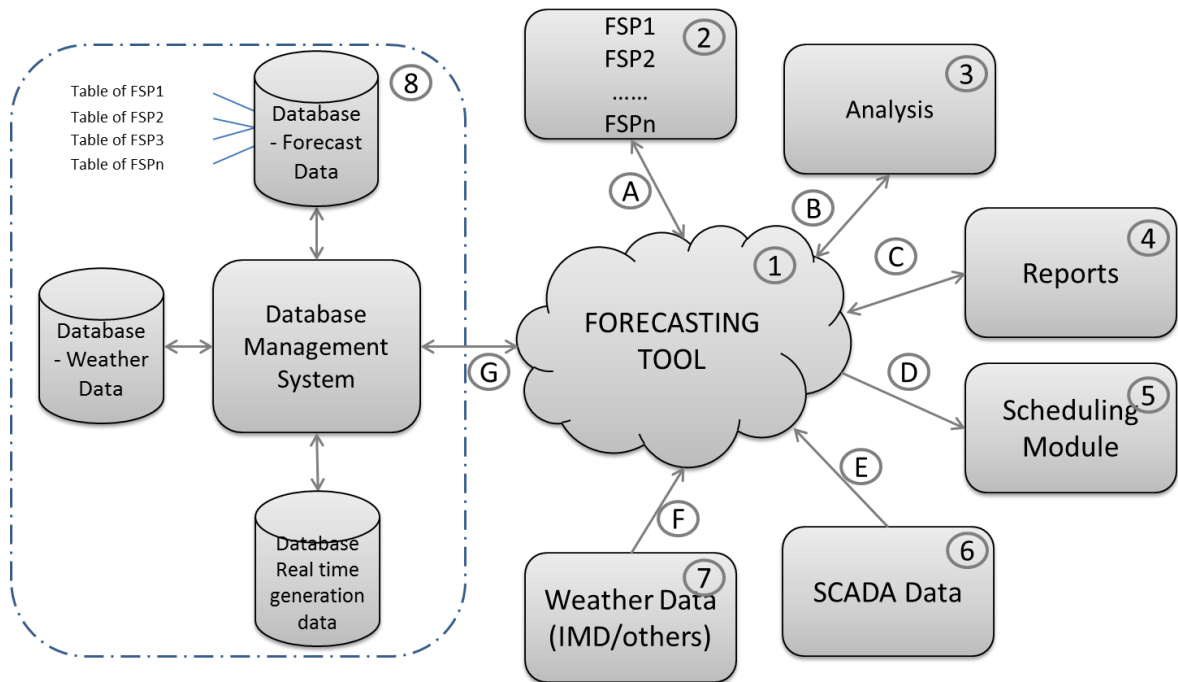 Table of FSP1
Table of FSP2
Table of FSP3
Table of FSPn
Database
- Forecast
Data
8
FSP1
FSP2
......
FSPn
2
Analysis
3
A
B
Database
- Weather
Data
Database
Management
System
G
FORECASTING
TOOL
1
C
Reports
4
D
Scheduling
Module
5
E
F
Database
Real time
generation
data
Weather Data
(IMD/others)
7
SCADA Data
6